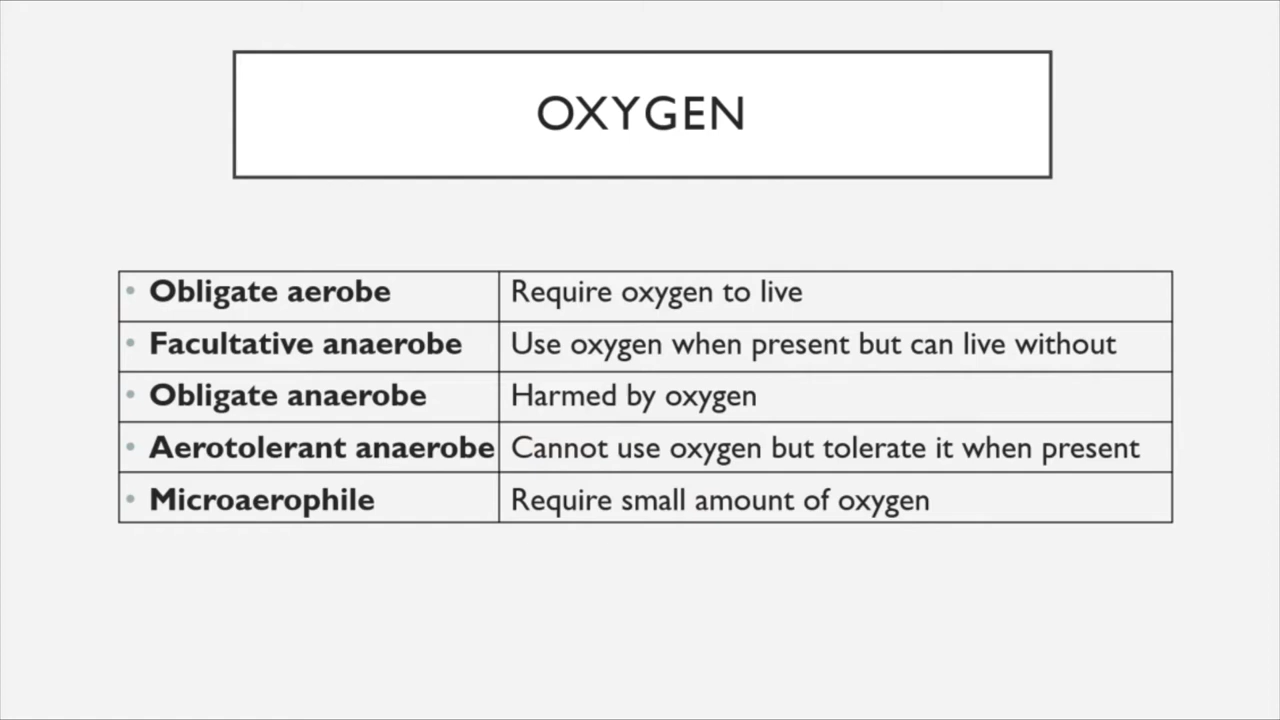 OXYGEN
• Obligate aerobe Require oxygen to live
• Facultative anaerobe Use oxygen when present but can live without
• Obligate anaerobe Harmed by oxygen
• Aerotolerant anaerobe Cannot use oxygen but tolerate it when present
• Microaerophile Require small amount of oxygen